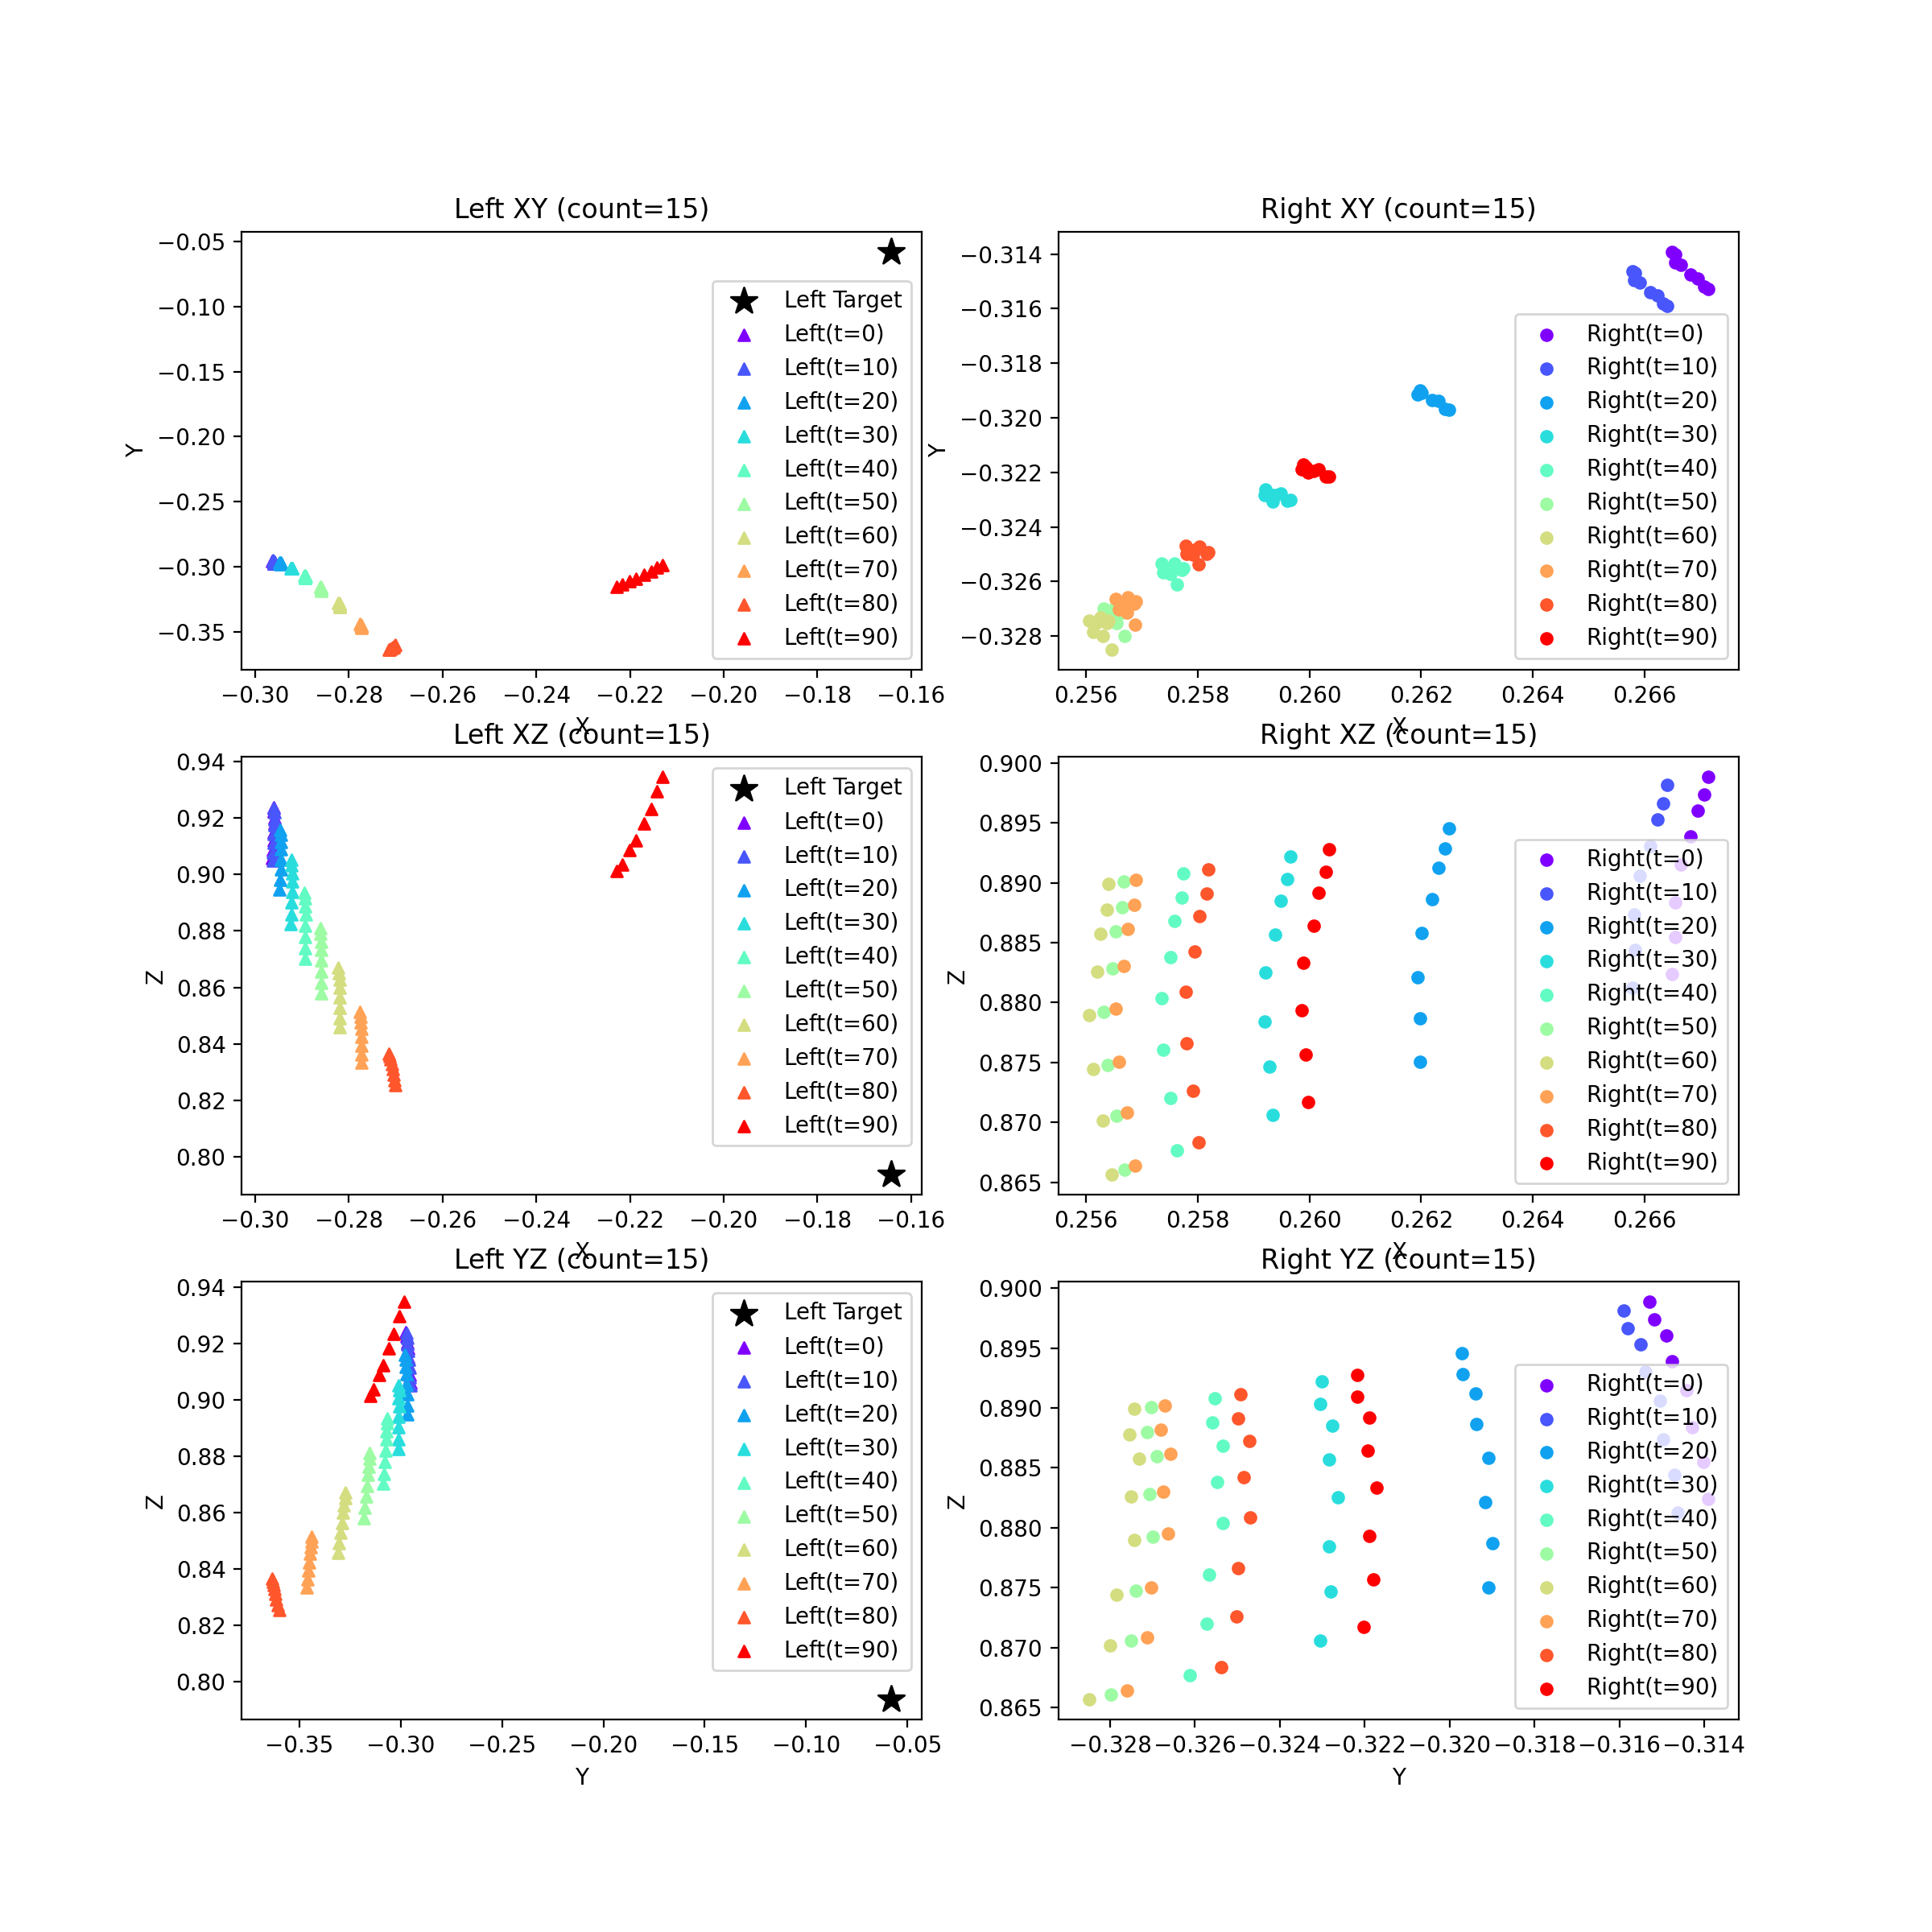 Left XY (count=15)
−0.05
−0.10
−0.15
−0.20
−0.25
−0.30
−0.35
Y
−0.30 −0.28 −0.26 −0.24 −0.22 −0.20 −0.18 −0.16
X
Left Target
Left(t=0)
Left(t=10)
Left(t=20)
Left(t=30)
Left(t=40)
Left(t=50)
Left(t=60)
Left(t=70)
Left(t=80)
Left(t=90)
Right XY (count=15)
−0.314
−0.316
−0.318
−0.320
−0.322
−0.324
−0.326
−0.328
Y
0.256 0.258 0.260 0.262 0.264 0.266
X
Right(t=0)
Right(t=10)
Right(t=20)
Right(t=30)
Right(t=40)
Right(t=50)
Right(t=60)
Right(t=70)
Right(t=80)
Right(t=90)
Left XZ (count=15)
0.94
0.92
0.90
0.88
0.86
0.84
0.82
0.80
Z
−0.30 −0.28 −0.26 −0.24 −0.22 −0.20 −0.18 −0.16
X
Left Target
Left(t=0)
Left(t=10)
Left(t=20)
Left(t=30)
Left(t=40)
Left(t=50)
Left(t=60)
Left(t=70)
Left(t=80)
Left(t=90)
Right XZ (count=15)
0.900
0.895
0.890
0.885
0.880
0.875
0.870
0.865
Z
0.256 0.258 0.260 0.262 0.264 0.266
X
Right(t=0)
Right(t=10)
Right(t=20)
Right(t=30)
Right(t=40)
Right(t=50)
Right(t=60)
Right(t=70)
Right(t=80)
Right(t=90)
Left YZ (count=15)
0.94
0.92
0.90
0.88
0.86
0.84
0.82
0.80
Z
−0.35 −0.30 −0.25 −0.20 −0.15 −0.10 −0.05
Y
Left Target
Left(t=0)
Left(t=10)
Left(t=20)
Left(t=30)
Left(t=40)
Left(t=50)
Left(t=60)
Left(t=70)
Left(t=80)
Left(t=90)
Right YZ (count=15)
0.900
0.895
0.890
0.885
0.880
0.875
0.870
0.865
Z
−0.328 −0.326 −0.324 −0.322 −0.320 −0.318 −0.316 −0.314
Y
Right(t=0)
Right(t=10)
Right(t=20)
Right(t=30)
Right(t=40)
Right(t=50)
Right(t=60)
Right(t=70)
Right(t=80)
Right(t=90)